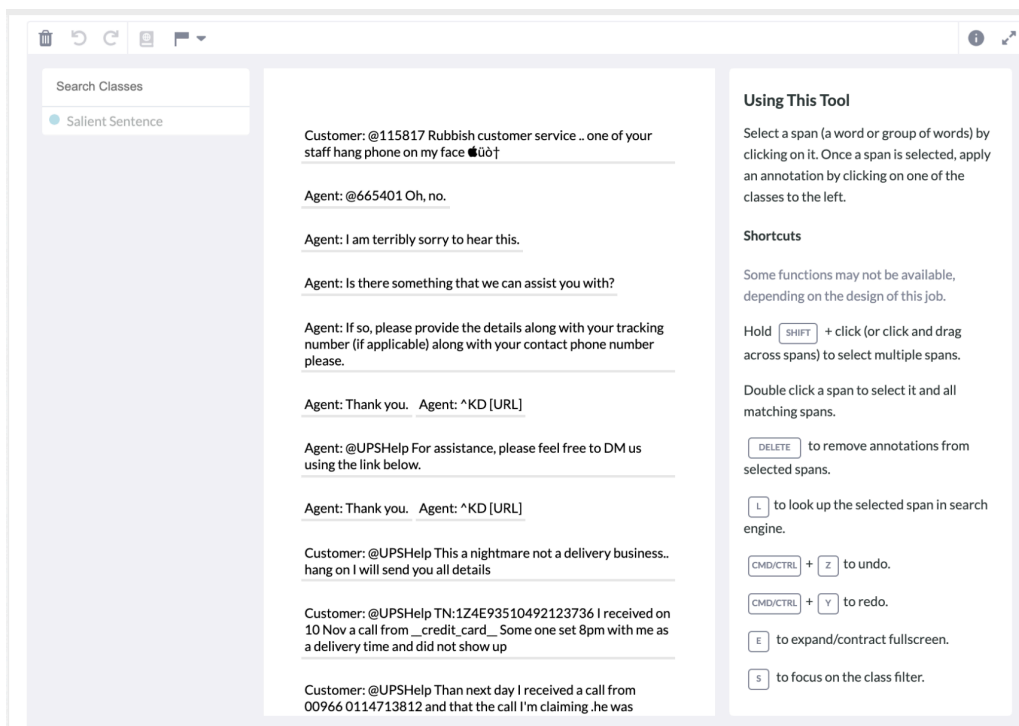 Search Classes
Salient Sentence
Customer: @115817 Rubbish customer service .. one of your
staff hang phone on my face üò†
Agent: @665401 Oh, no.
Agent: I am terribly sorry to hear this.
Agent: Is there something that we can assist you with?
Agent: If so, please provide the details along with your tracking
number (if applicable) along with your contact phone number
please.
Agent: Thank you. Agent: ^KD [URL]
Agent: @UPSHelp For assistance, please feel free to DM us
using the link below.
Agent: Thank you. Agent: ^KD [URL]
Customer: @UPSHelp This a nightmare not a delivery business..
hang on I will send you all details
Customer: @UPSHelp TN:1Z4E93510492123736 I received on
10 Nov a call from __credit_card__ Some one set 8pm with me as
a delivery time and did not show up
Customer: @UPSHelp Than next day I received a call from
00966 0114713812 and that the call I'm claiming .he was
Using This Tool
Select a span (a word or group of words) by
clicking on it. Once a span is selected, apply
an annotation by clicking on one of the
classes to the left.
Shortcuts
Some functions may not be available,
depending on the design of this job.
Hold SHIFT + click (or click and drag
across spans) to select multiple spans.
Double click a span to select it and all
matching spans.
DELETE to remove annotations from
selected spans.
L to look up the selected span in search
engine.
CMD/CTRL + Z to undo.
CMD/CTRL + Y to redo.
E to expand/contract fullscreen.
S to focus on the class filter.